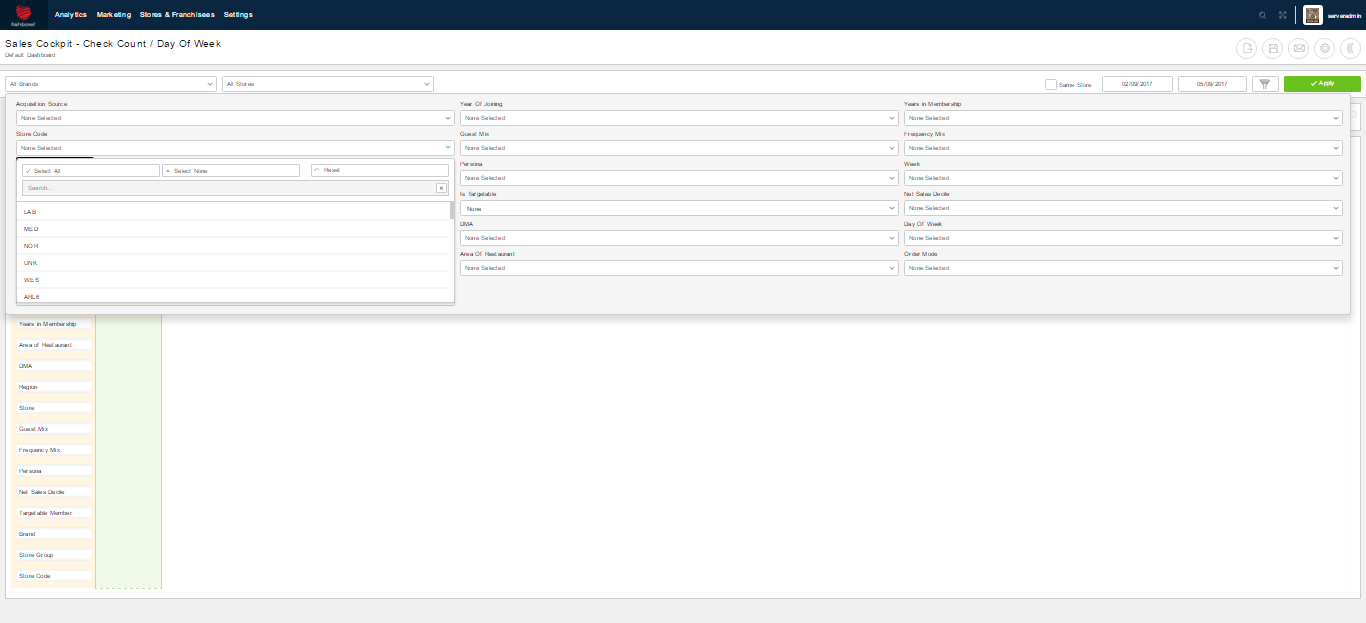 fishbowl
Analytics Marketing Stores & Franchisees Settings
serveradmin
Sales Cockpit - Check Count / Day Of Week
Default Dashboard
All Brands
All Stores
Same Store
02/09/2017
05/09/2017
Apply
Acquisition Source
None Selected
Year Of Joining
None Selected
Years in Membership
None Selected
Store Code
None Selected
Guest Mix
None Selected
Frequency Mix
None Selected
Select All
Select None
Reset
Search...
x
LAB
MED
NOR
UNK
WES
ARLB
Persona
None Selected
Week
None Selected
Is Targetable
None
Net Sales Decile
None Selected
DMA
None Selected
Day Of Week
None Selected
Area Of Restaurant
None Selected
Order Mode
None Selected
Years in Membership
Area of Restaurant
DMA
Region
Store
Guest Mix
Frequency Mix
Persona
Net Sales Decile
Targetable Member
Brand
Store Group
Store Code